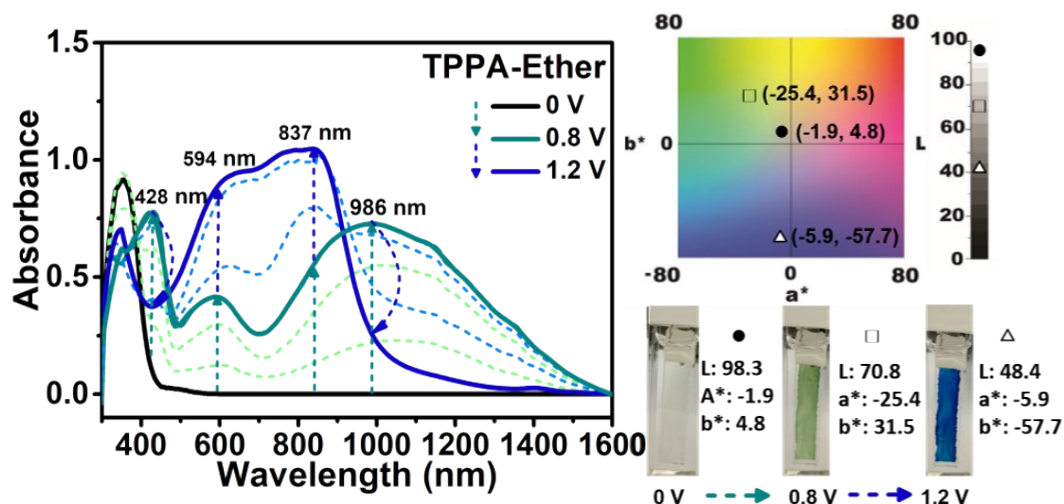 1.5
1.0
0.5
0.0
Absorbance
400 600 800 1000 1200 1400 1600
Wavelength (nm)
TPPA-Ether
0 V
0.8 V
1.2 V
428 nm
594 nm
837 nm
986 nm
80
80
b*
0
-80
0
80
a*
(-25.4, 31.5)
(-1.9, 4.8)
(-5.9, -57.7)
L
100
80
60
40
20
0
L: 98.3
A*: -1.9
b*: 4.8
L: 70.8
a*: -25.4
b*: 31.5
L: 48.4
a*: -5.9
b*: -57.7
0 V
0.8 V
1.2 V